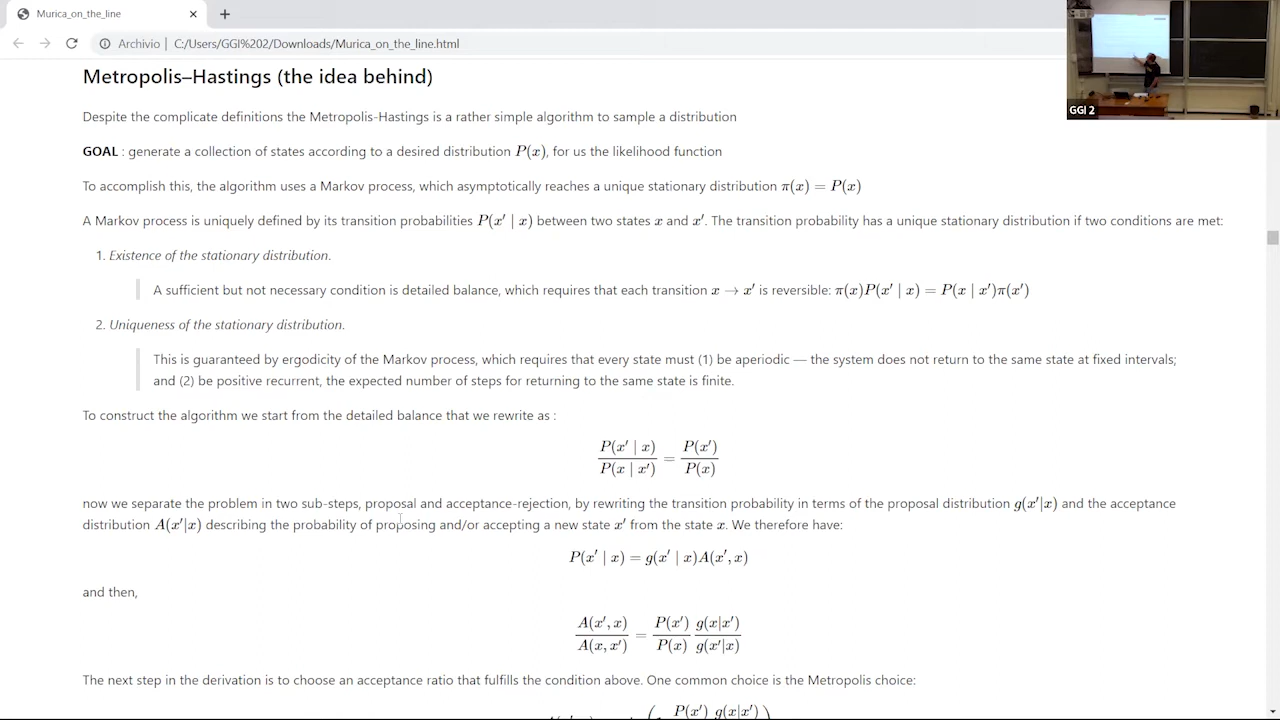 Murica_on_the_line
Archivio | C:/Users/GGI%202/Downloads/Murica_on_the_line.html
GGI 2
Metropolis–Hastings (the idea behind)
Despite the complicate definitions the Metropolis-Hastings is a rather simple algorithm to sample a distribution
GOAL : generate a collection of states according to a desired distribution P(x), for us the likelihood function
To accomplish this, the algorithm uses a Markov process, which asymptotically reaches a unique stationary distribution π(x) = P(x)
A Markov process is uniquely defined by its transition probabilities P(x′ | x) between two states x and x′. The transition probability has a unique stationary distribution if two conditions are met:
1. Existence of the stationary distribution.
A sufficient but not necessary condition is detailed balance, which requires that each transition x → x′ is reversible: π(x)P(x′ | x) = P(x | x′)π(x′)
2. Uniqueness of the stationary distribution.
This is guaranteed by ergodicity of the Markov process, which requires that every state must (1) be aperiodic — the system does not return to the same state at fixed intervals;
and (2) be positive recurrent, the expected number of steps for returning to the same state is finite.
To construct the algorithm we start from the detailed balance that we rewrite as :
P(x′ | x) / P(x | x′) = P(x′) / P(x)
now we separate the problem in two sub-steps, proposal and acceptance-rejection, by rewriting the transition probability in terms of the proposal distribution g(x′|x) and the acceptance
distribution A(x′|x) describing the probability of proposing and/or accepting a new state x′ from the state x. We therefore have:
P(x′ | x) = g(x′ | x)A(x′, x)
and then,
A(x′, x) / A(x, x′) = P(x′) / P(x) g(x|x′) / g(x′|x)
The next step in the derivation is to choose an acceptance ratio that fulfills the condition above. One common choice is the Metropolis choice:
P(x′) g(x|x′)